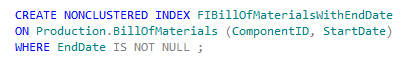 CREATE NONCLUSTERED INDEX FIBillOfMaterialsWithEndDate
ON Production.BillOfMaterials (ComponentID, StartDate)
WHERE EndDate IS NOT NULL ;